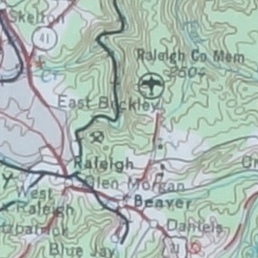 Skelton
41
Raleigh Co Mem
2504
East Beckley
Raleigh
Glen Morgan
West
Raleigh
Beaver
Daniels
Blue Jay